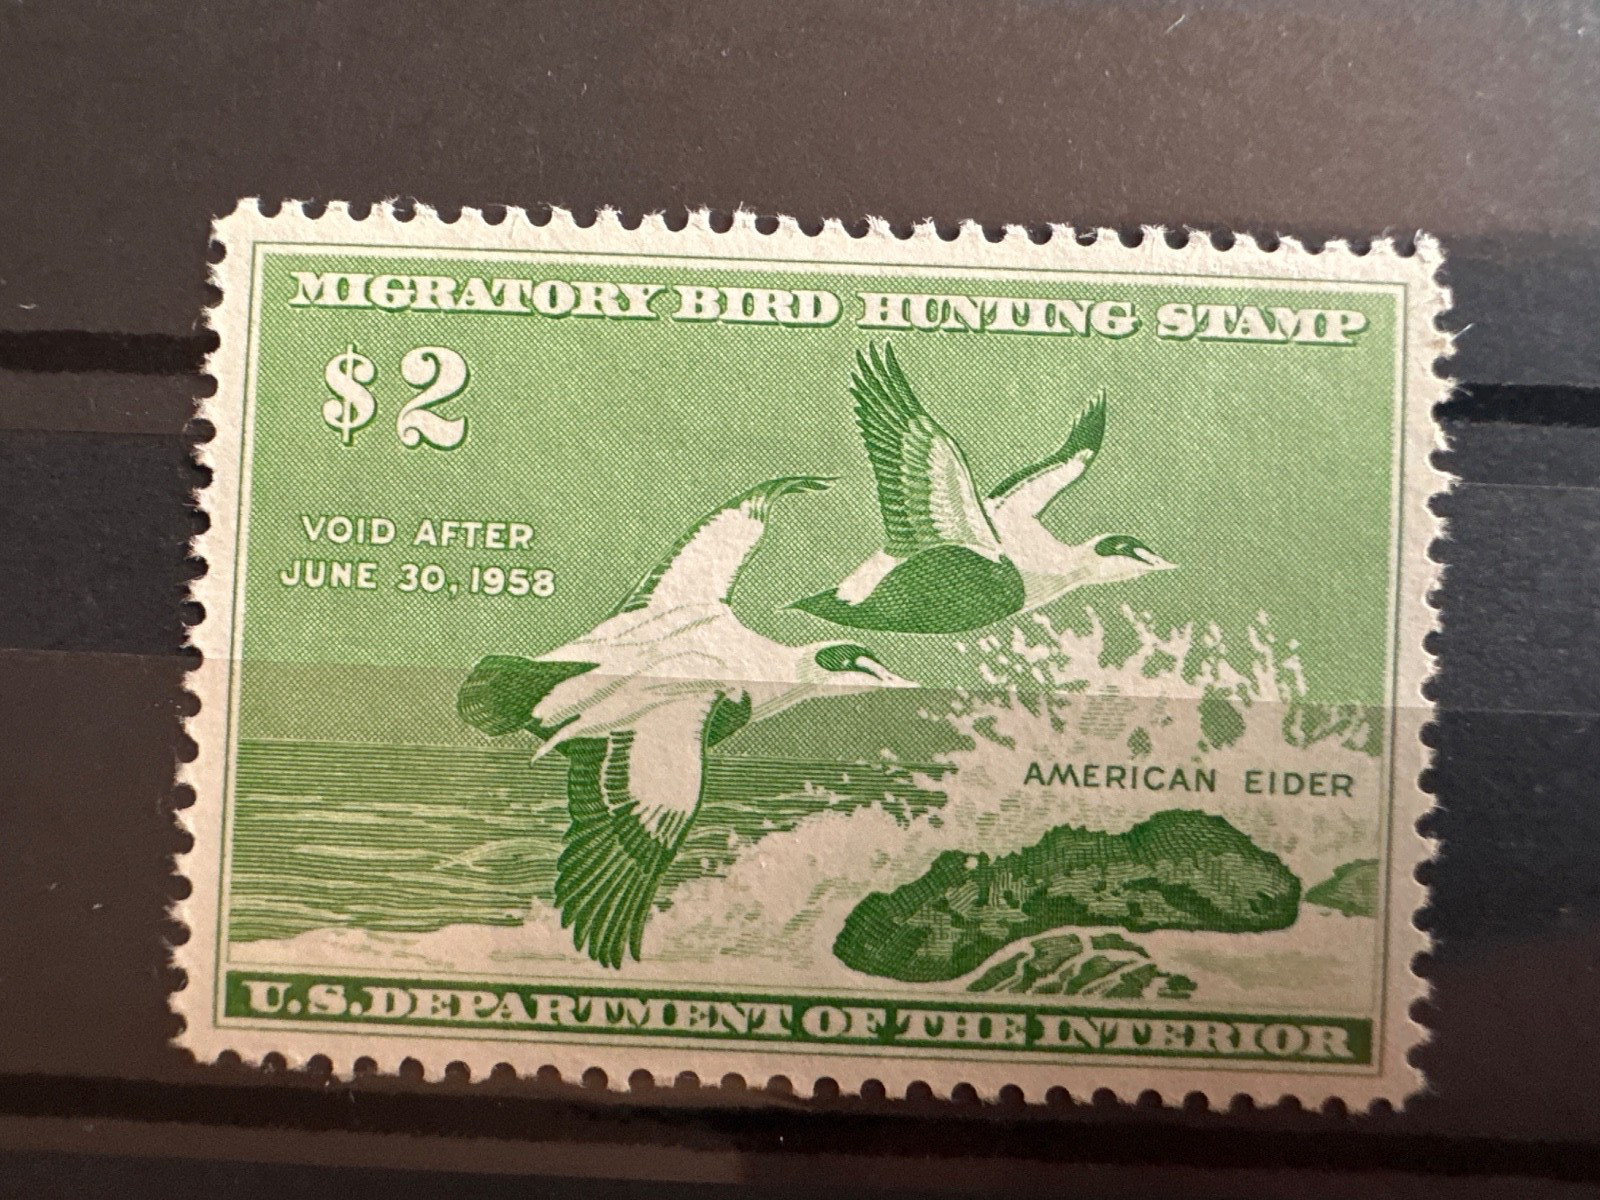 MIGRATORY BIRD HUNTING STAMP
$2
VOID AFTER
JUNE 30, 1958
AMERICAN EIDER
U.S. DEPARTMENT OF THE INTERIOR